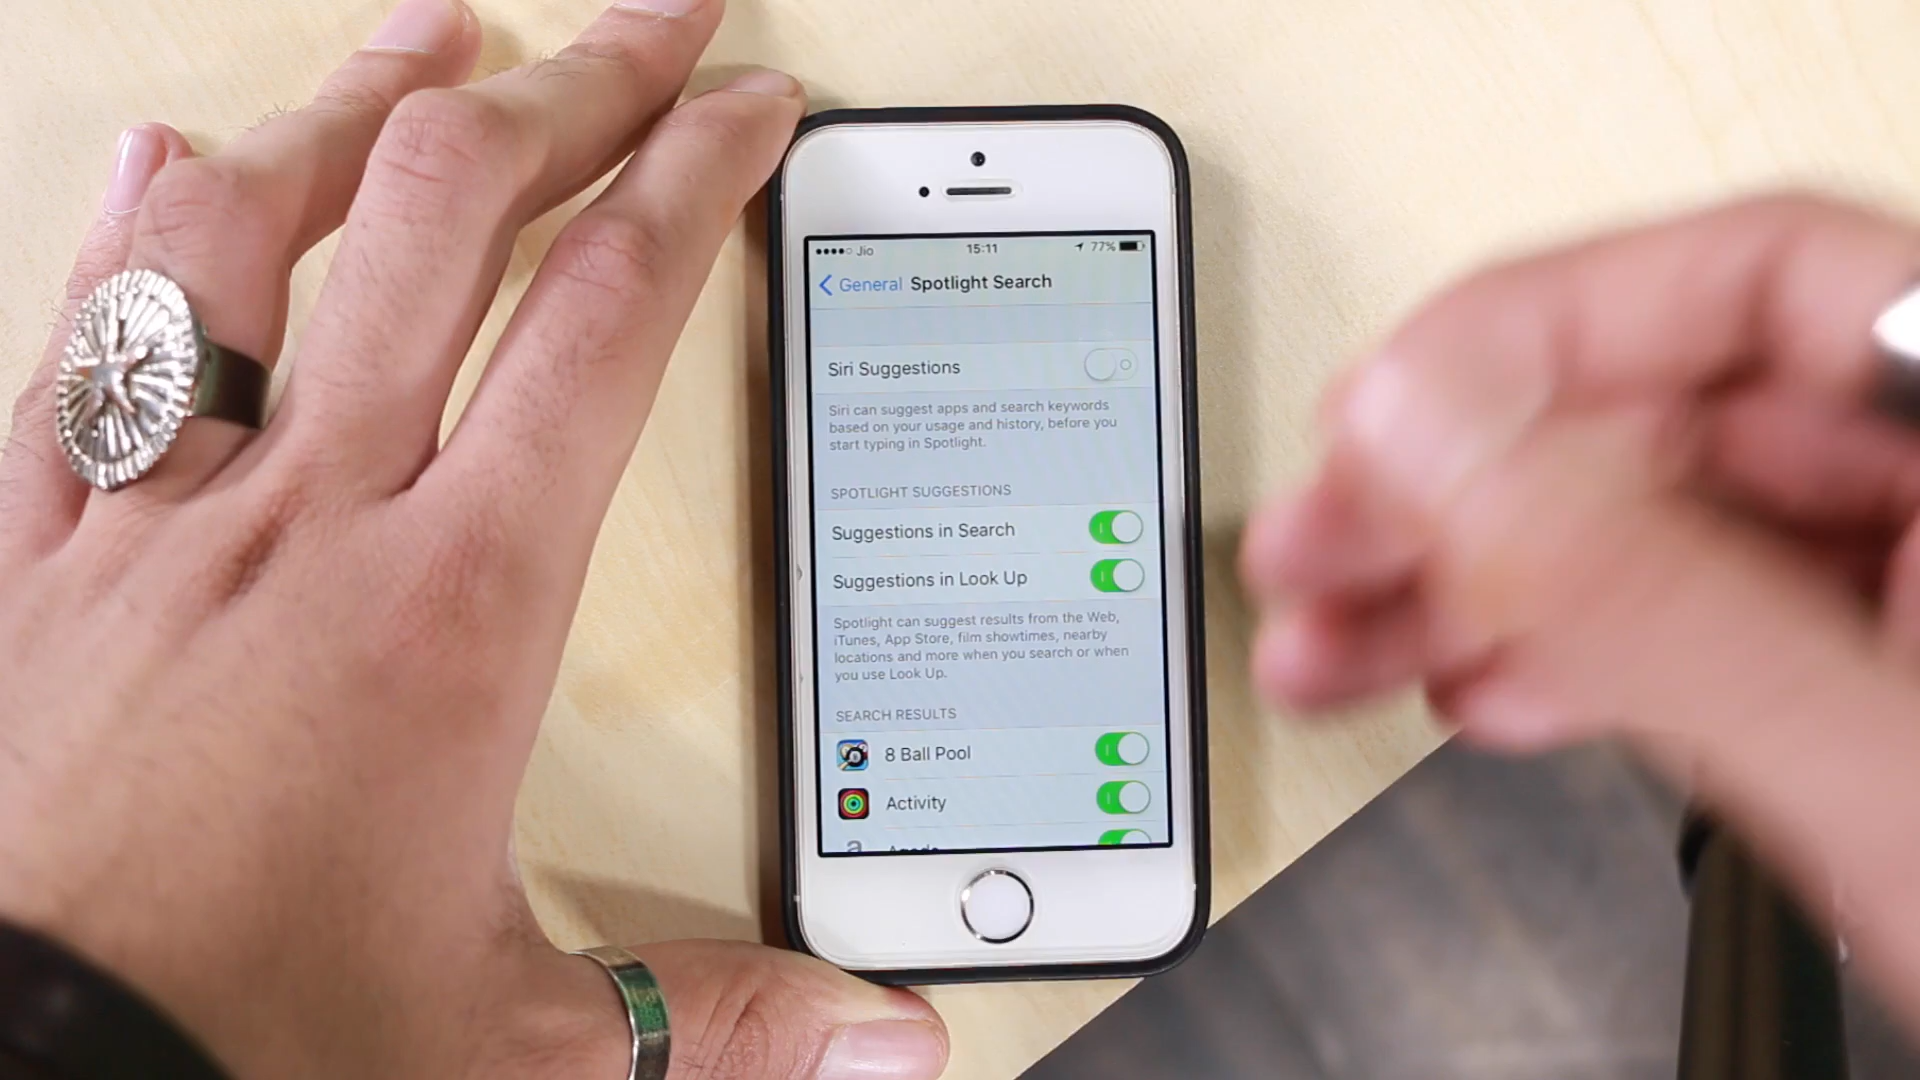 Jio 15:11 77%
General Spotlight Search
Siri Suggestions
Siri can suggest apps and search keywords
based on your usage and history, before you
start typing in Spotlight.
SPOTLIGHT SUGGESTIONS
Suggestions in Search
Suggestions in Look Up
Spotlight can suggest results from the Web,
iTunes, App Store, film showtimes, nearby
locations and more when you search or when
you use Look Up.
SEARCH RESULTS
8 Ball Pool
Activity